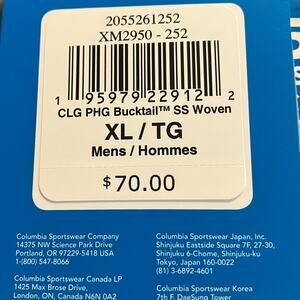 2055261252
XM2950 - 252
1 95979 22912 2
CLG PHG Bucktail™ SS Woven
XL / TG
Mens / Hommes
$70.00
Columbia Sportswear Company
14375 NW Science Park Drive
Portland, OR 97229-5418 USA
1-(800) 547-8066
Columbia Sportswear Canada LP
1425 Max Brose Drive,
London, ON, Canada N6N 0A2
Columbia Sportswear Japan, Inc.
Shinjuku Eastside Square 7F, 27-30,
Shinjuku 6-Chome, Shinjuku-ku
Tokyo, Japan 160-0022
(81) 3-6892-4601
Columbia Sportswear Korea
7th F. DaeSung Tower